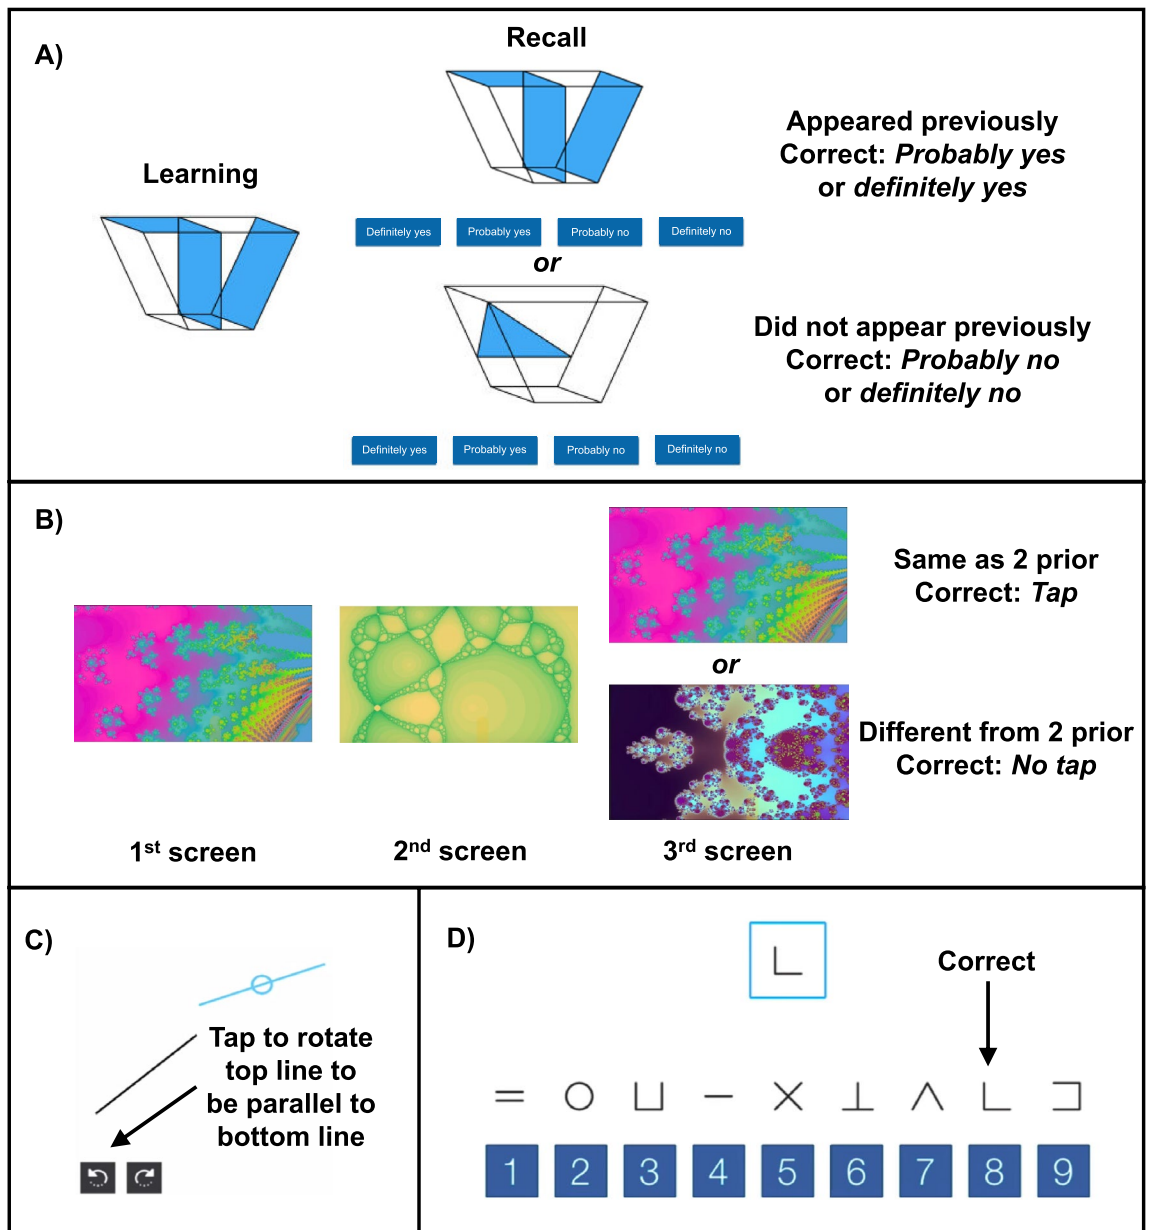 A)
Recall
Learning
Appeared previously
Correct: Probably yes
or definitely yes
Definitely yes Probably yes Probably no Definitely no
or
Did not appear previously
Correct: Probably no
or definitely no
Definitely yes Probably yes Probably no Definitely no
B)
Same as 2 prior
Correct: Tap
or
Different from 2 prior
Correct: No tap
1st screen 2nd screen 3rd screen
C)
Tap to rotate
top line to
be parallel to
bottom line
D)
Correct
1 2 3 4 5 6 7 8 9